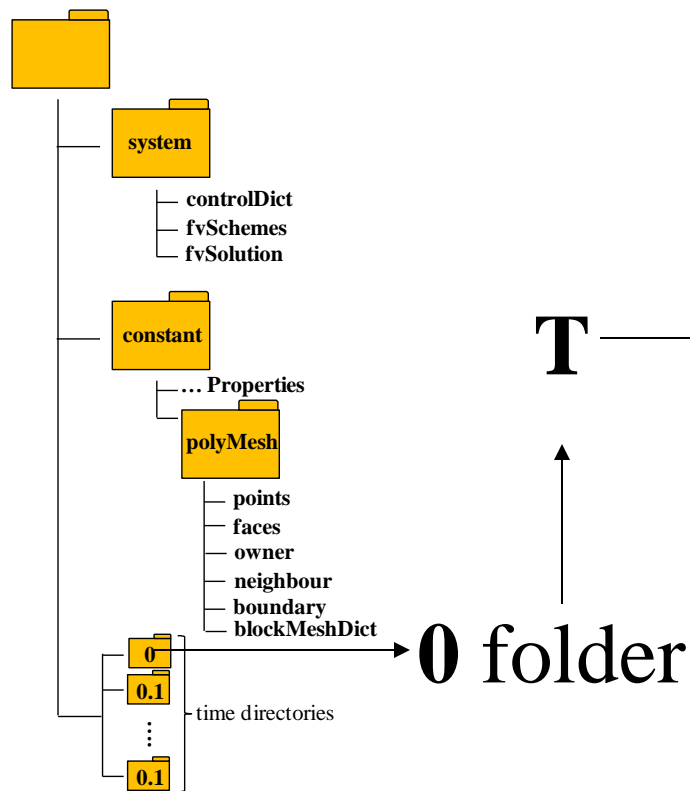 system
controlDict
fvSchemes
fvSolution
constant
... Properties
polyMesh
points
faces
owner
neighbour
boundary
blockMeshDict
0
0.1
....
0.1
time directories
T
0 folder